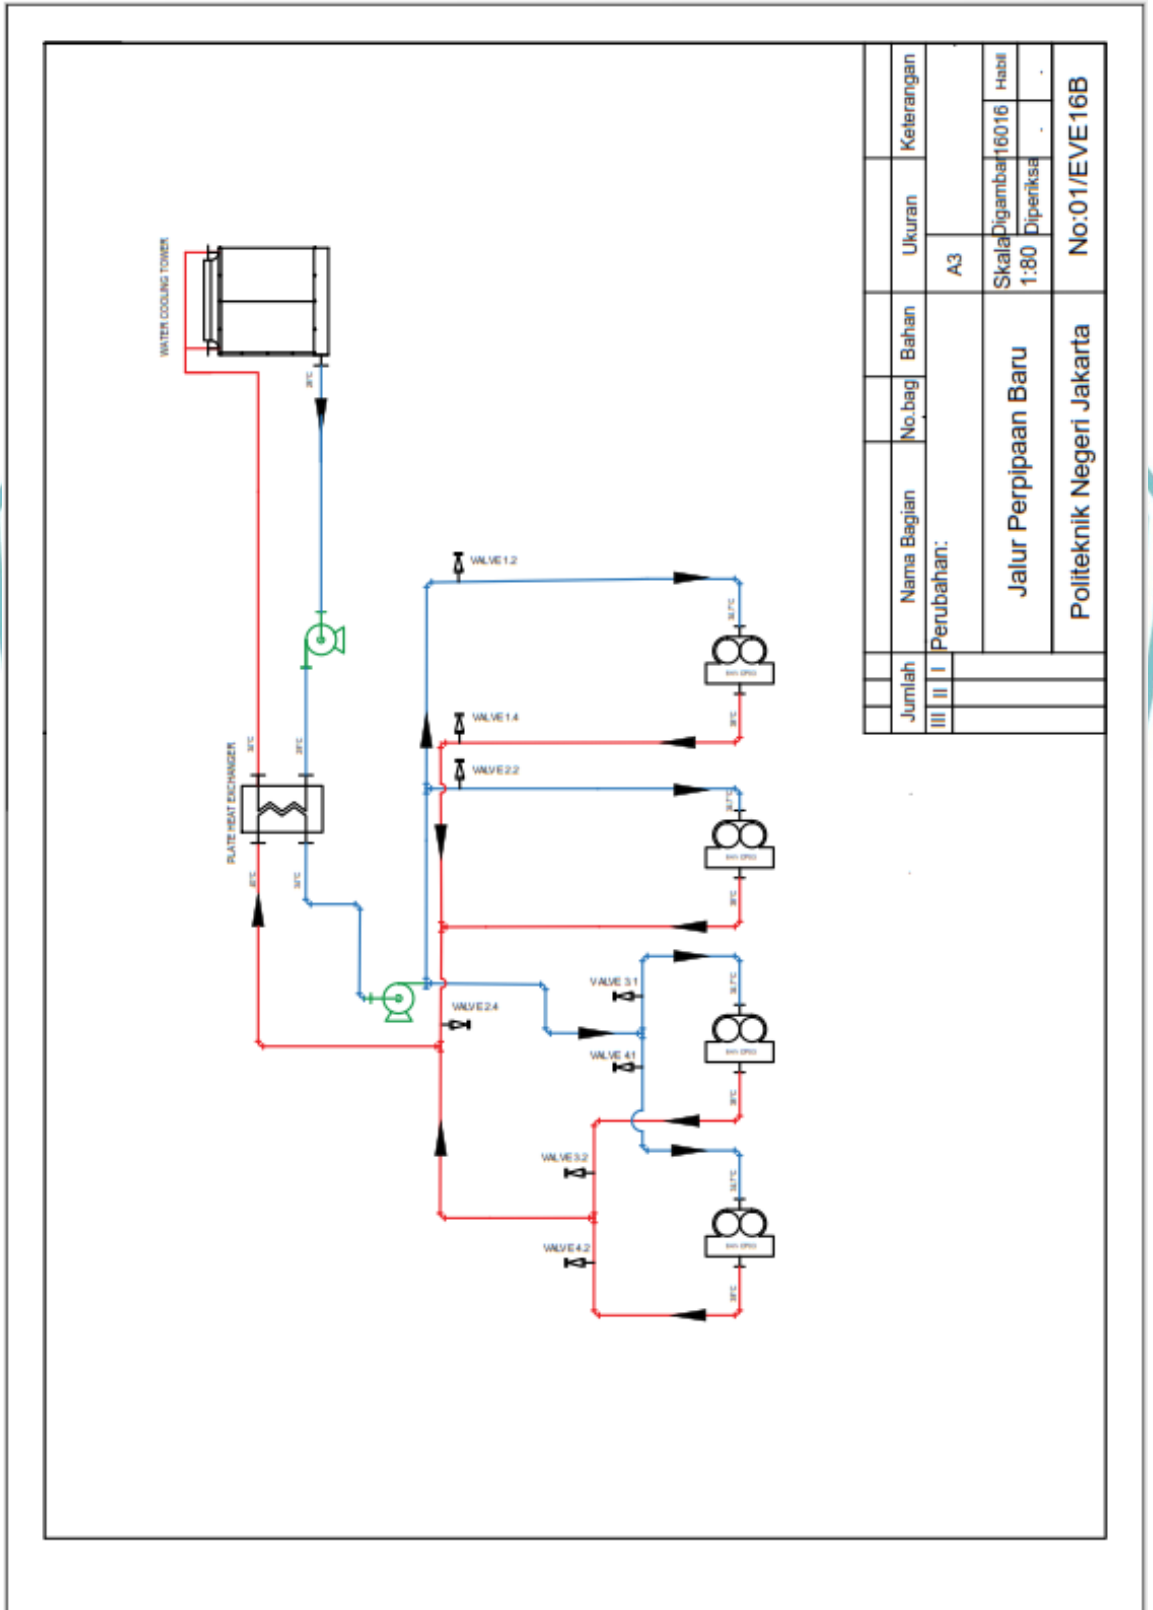 WATER COOLING TOWER
28°C
PLATE HEAT EXCHANGER
28°C
VALVE 1.2
VALVE 1.4
VALVE 2.2
VALVE 2.4
VALVE 3.1
VALVE 4.1
VALVE 3.2
VALVE 4.2
Jumlah
Nama Bagian
No.bag
Bahan
Ukuran
Keterangan
III II I
Perubahan:
A3
Jalur Perpipaan Baru
Skala
1:80
Digambar
16016
Habil
Diperiksa
Politeknik Negeri Jakarta
No:01/EVE16B